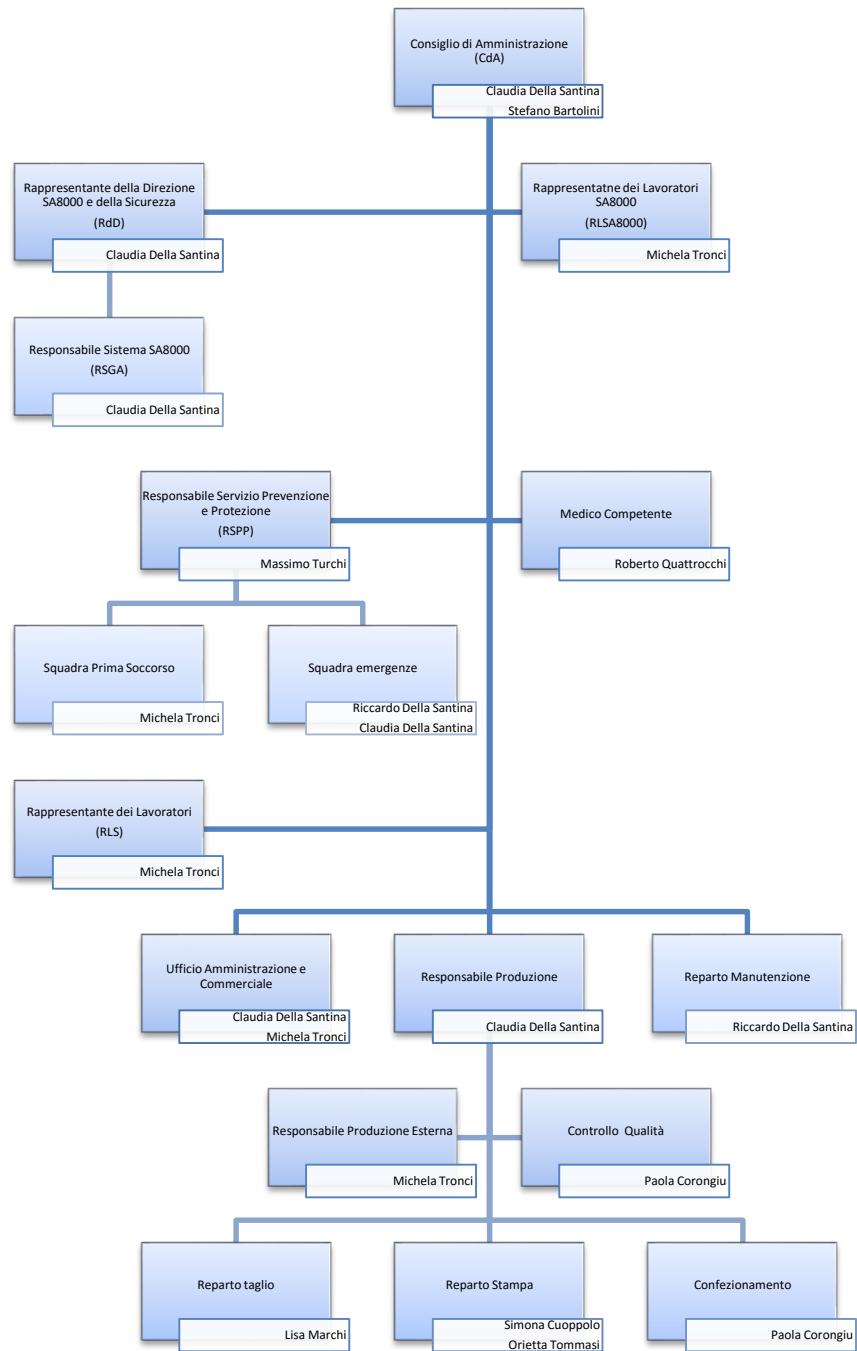 Consiglio di Amministrazione
(CdA)
Claudia Della Santina
Stefano Bartolini
Rappresentante della Direzione
SA8000 e della Sicurezza
(RdD)
Claudia Della Santina
Rappresentatne dei Lavoratori
SA8000
(RLSA8000)
Michela Tronci
Responsabile Sistema SA8000
(RSGA)
Claudia Della Santina
Responsabile Servizio Prevenzione
e Protezione
(RSPP)
Massimo Turchi
Medico Competente
Roberto Quattrocchi
Squadra Prima Soccorso
Michela Tronci
Squadra emergenze
Riccardo Della Santina
Claudia Della Santina
Rappresentante dei Lavoratori
(RLS)
Michela Tronci
Ufficio Amministrazione e
Commerciale
Claudia Della Santina
Michela Tronci
Responsabile Produzione
Claudia Della Santina
Reparto Manutenzione
Riccardo Della Santina
Responsabile Produzione Esterna
Michela Tronci
Controllo Qualità
Paola Corongiu
Reparto taglio
Lisa Marchi
Reparto Stampa
Simona Cuoppolo
Orietta Tommasi
Confezionamento
Paola Corongiu